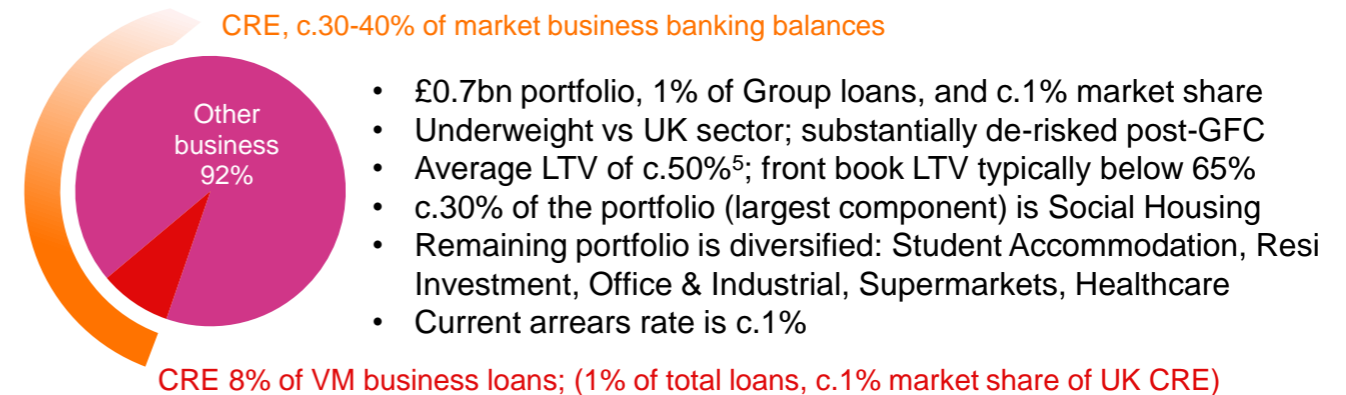 CRE, c.30-40% of market business banking balances
Other
business
92%
• £0.7bn portfolio, 1% of Group loans, and c.1% market share
• Underweight vs UK sector; substantially de-risked post-GFC
• Average LTV of c.50%⁵; front book LTV typically below 65%
• c.30% of the portfolio (largest component) is Social Housing
• Remaining portfolio is diversified: Student Accommodation, Resi
Investment, Office & Industrial, Supermarkets, Healthcare
• Current arrears rate is c.1%
CRE 8% of VM business loans; (1% of total loans, c.1% market share of UK CRE)